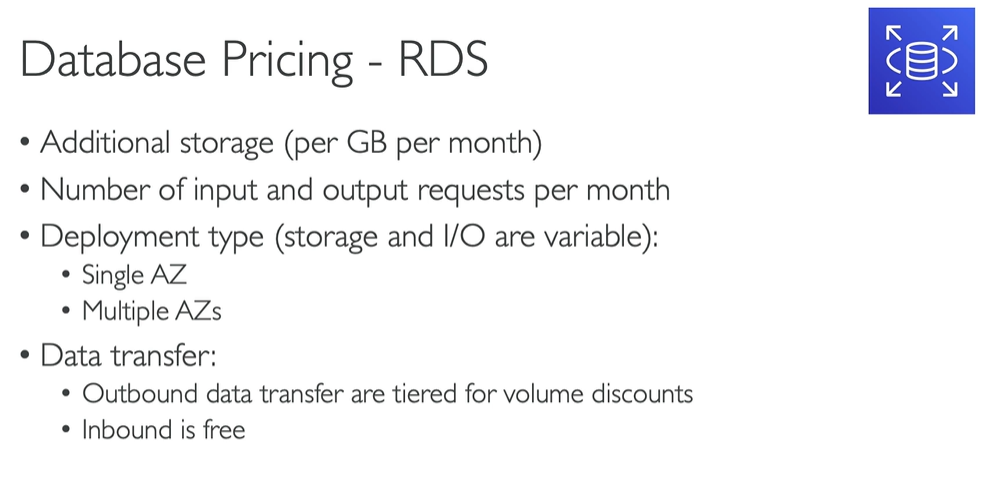 Database Pricing - RDS
• Additional storage (per GB per month)
• Number of input and output requests per month
• Deployment type (storage and I/O are variable):
• Single AZ
• Multiple AZs
• Data transfer:
• Outbound data transfer are tiered for volume discounts
• Inbound is free